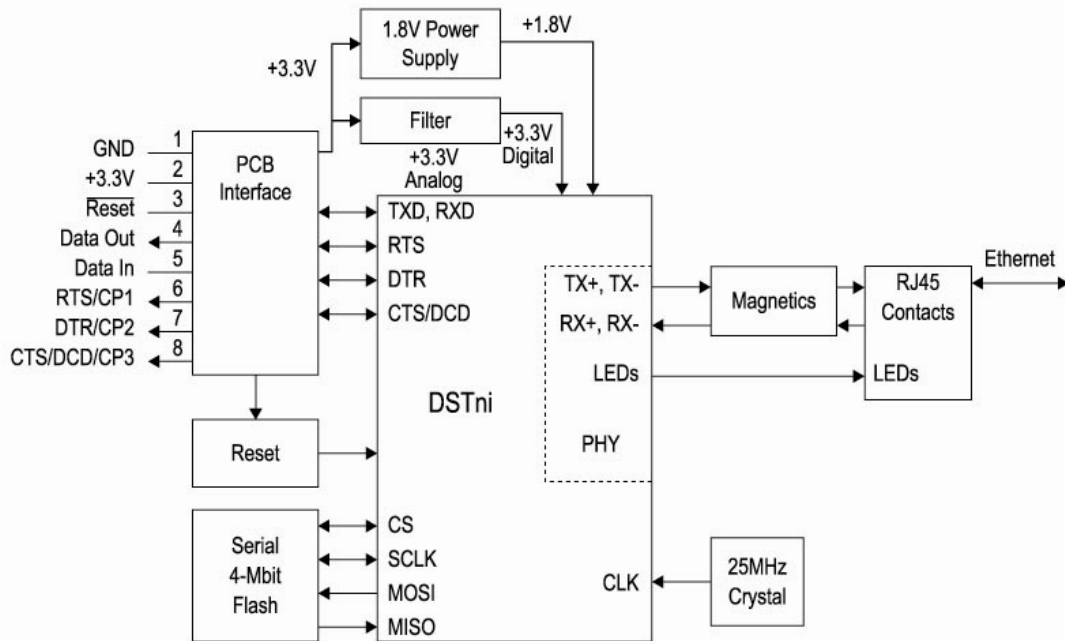 1.8V Power
Supply
+1.8V
+3.3V
Filter
+3.3V
Digital
+3.3V
Analog
GND
1
+3.3V
2
Reset
3
Data Out
4
Data In
5
RTS/CP1
6
DTR/CP2
7
CTS/DCD/CP3
8
PCB
Interface
TXD, RXD
RTS
DTR
CTS/DCD
TX+, TX-
RX+, RX-
LEDs
PHY
DSTni
Magnetics
RJ45
Contacts
LEDs
Ethernet
Reset
Serial
4-Mbit
Flash
CS
SCLK
MOSI
MISO
CLK
25MHz
Crystal